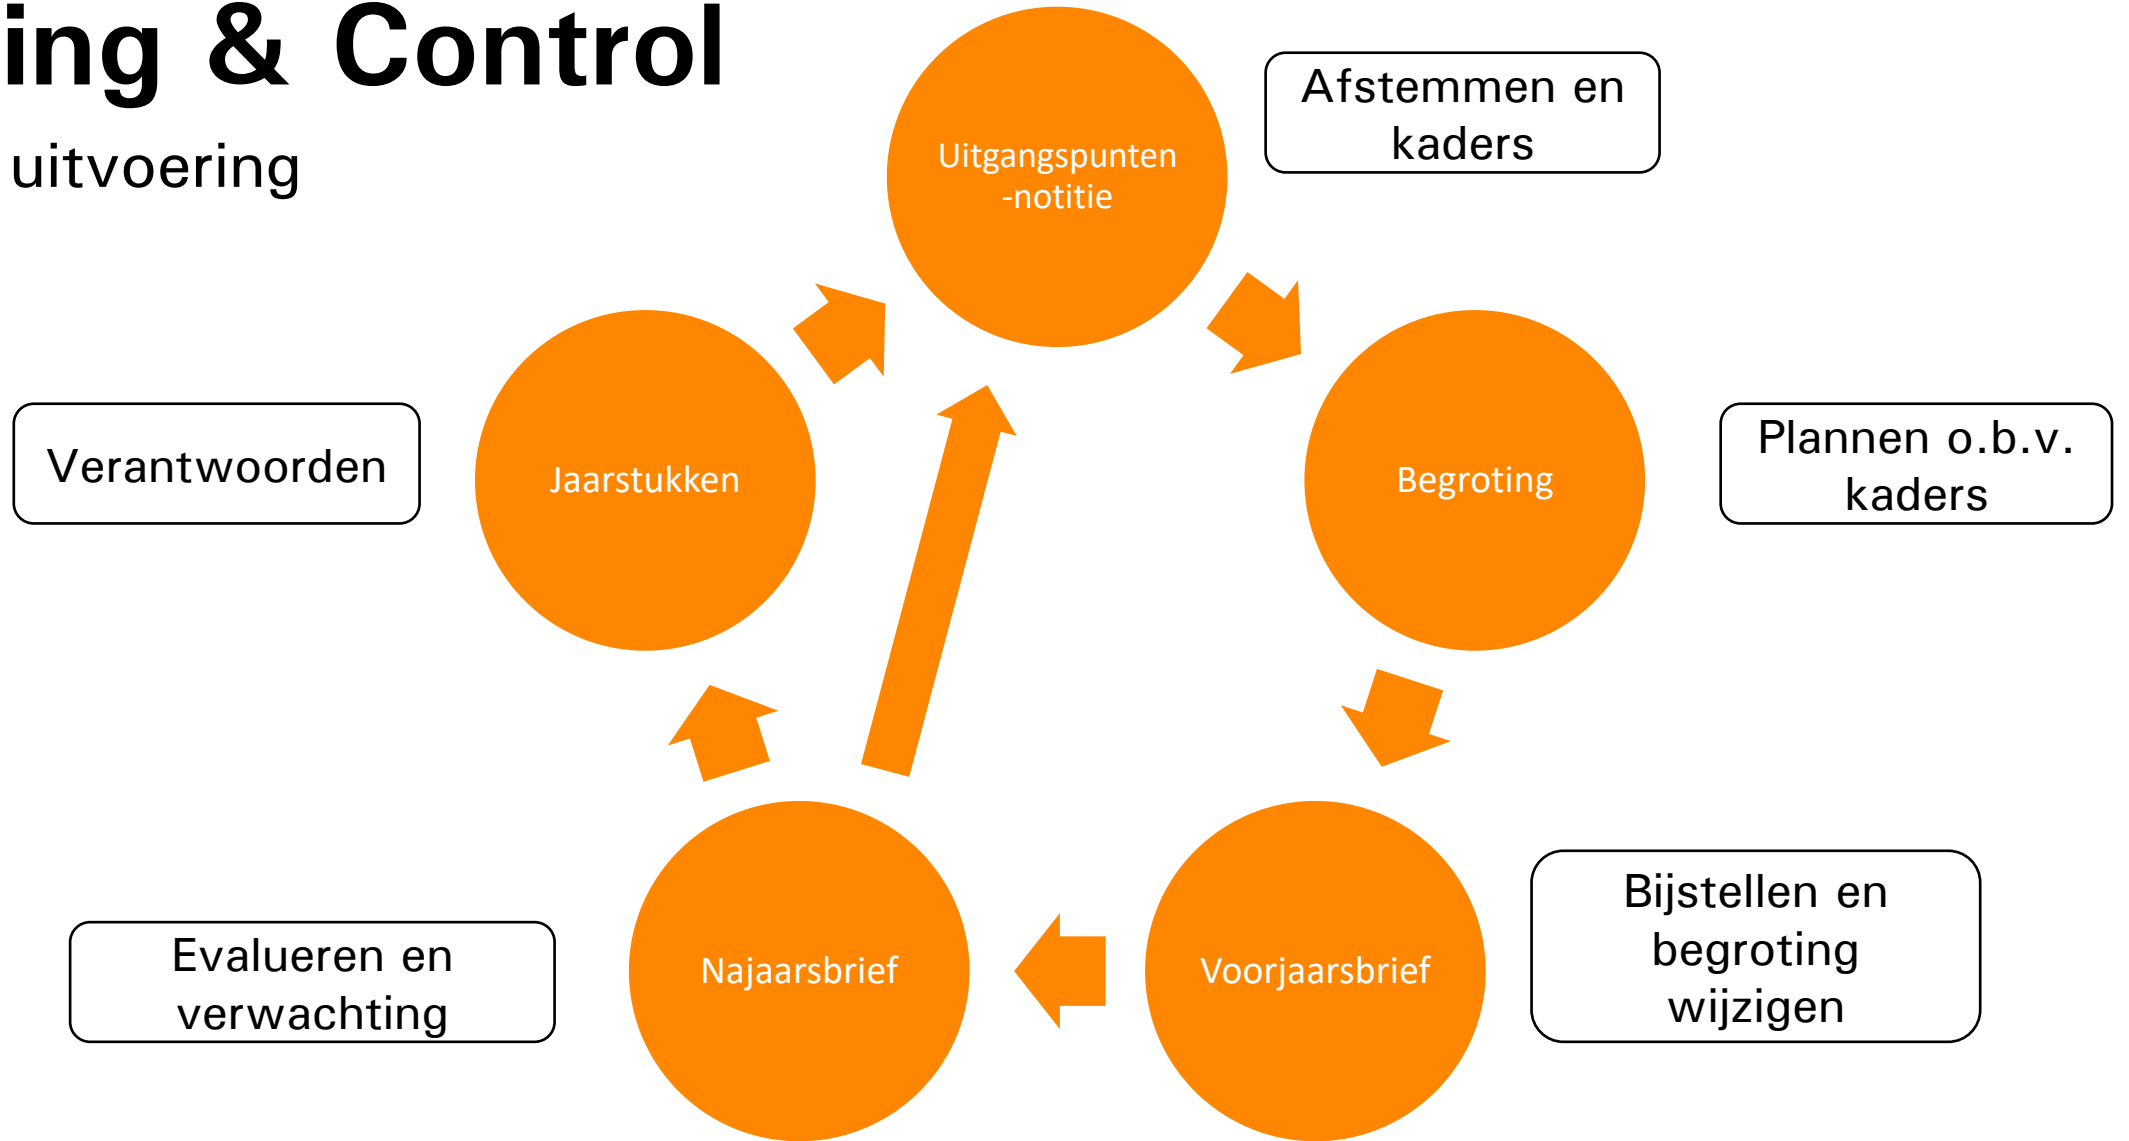 ing & Control
uitvoering
Uitgangspunten
-notitie
Afstemmen en
kaders
Jaarstukken
Verantwoorden
Begroting
Plannen o.b.v.
kaders
Najaarsbrief
Evalueren en
verwachting
Voorjaarsbrief
Bijstellen en
begroting
wijzigen